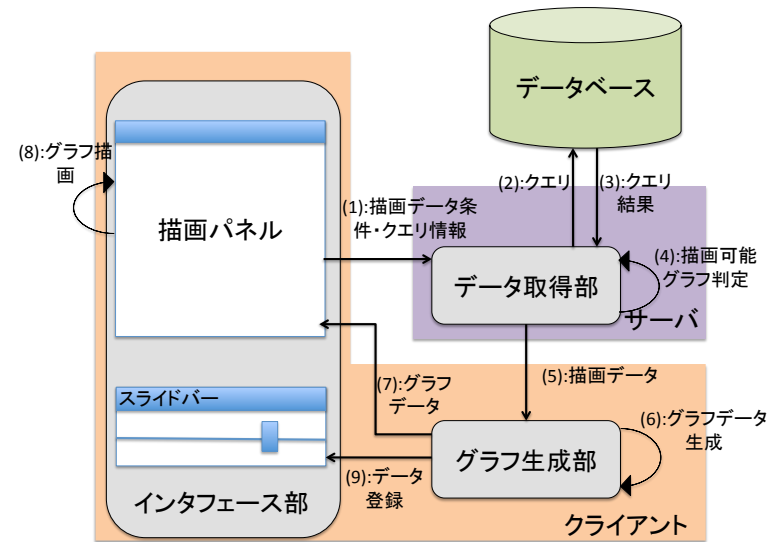 データベース
(8):グラフ描
画
(2):クエリ
(3):クエリ
結果
(1):描画データ条
件・クエリ情報
描画パネル
(4):描画可能
グラフ判定
データ取得部
サーバ
(5):描画データ
(7):グラフ
データ
スライドバー
(6):グラフデータ
生成
グラフ生成部
(9):データ
登録
インタフェース部
クライアント